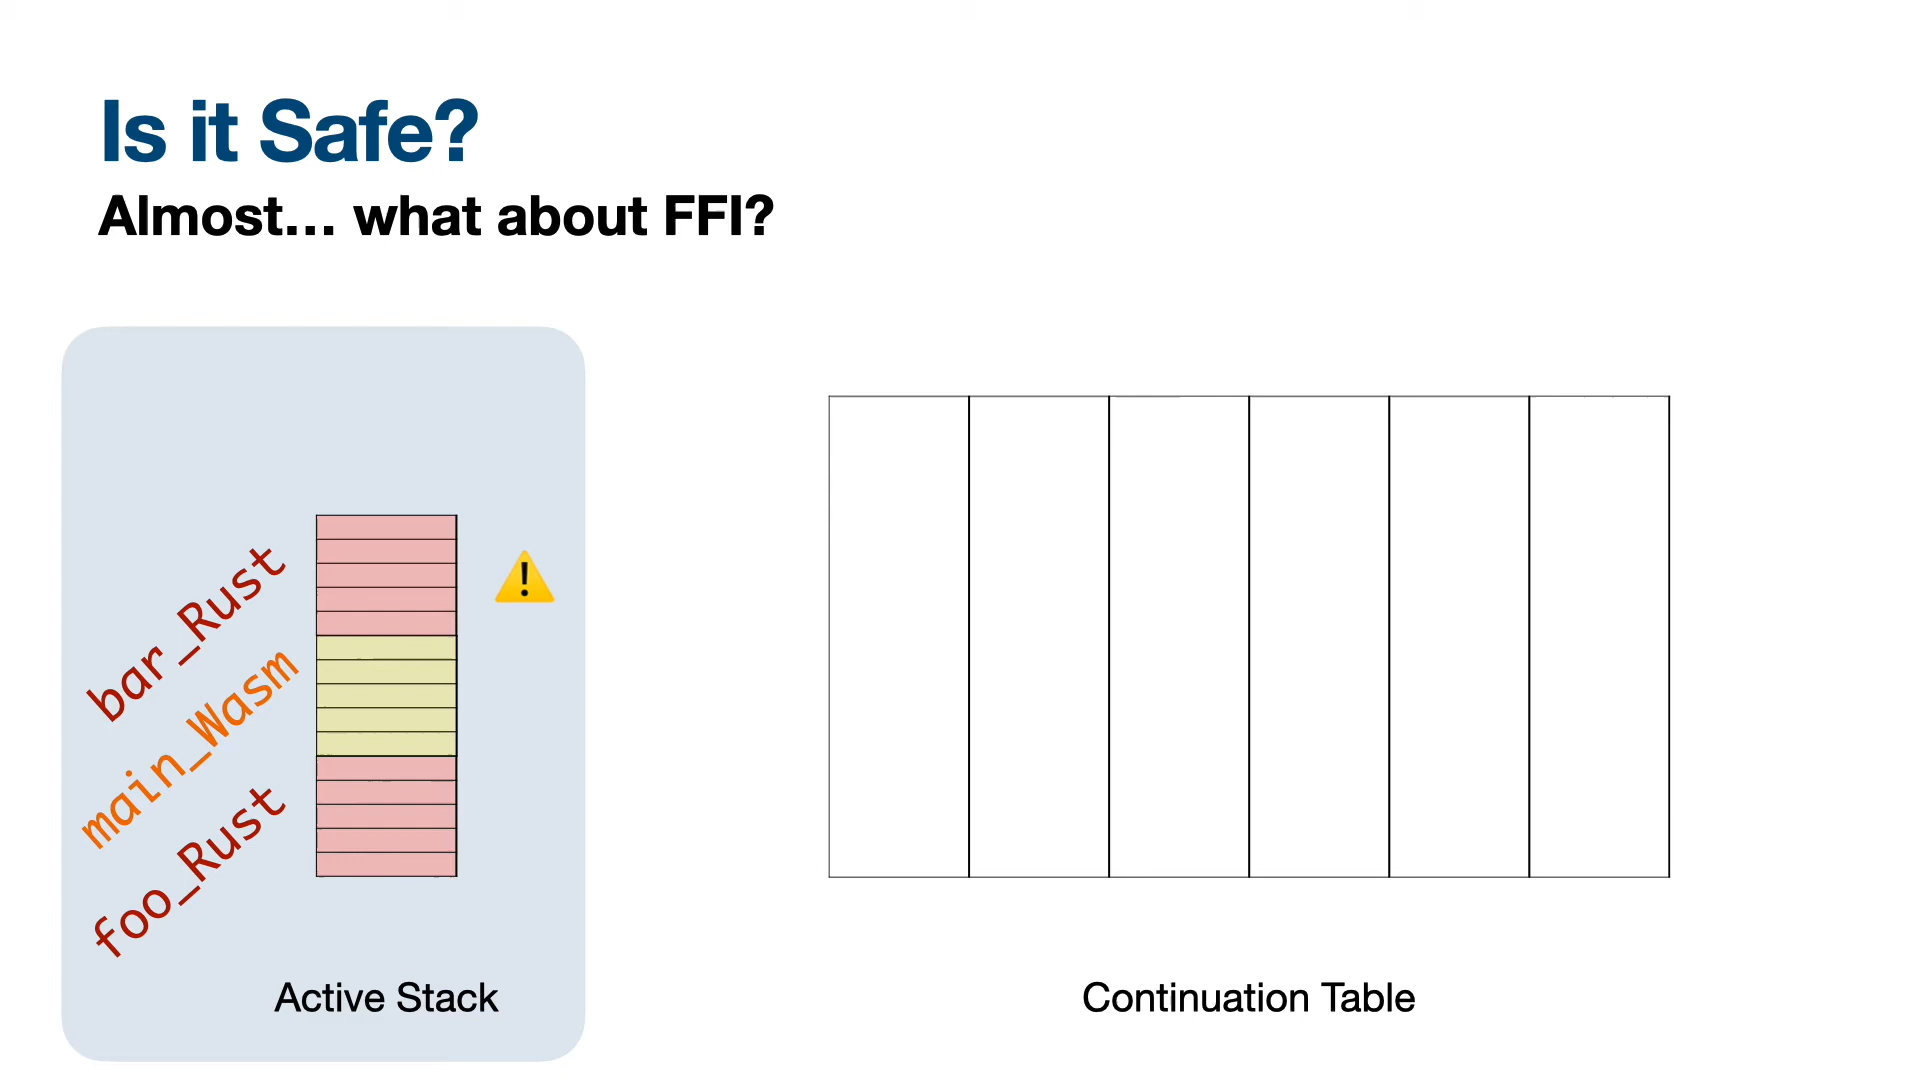 Is it Safe?
Almost... what about FFI?
bar_Rust
main_Wasm
foo_Rust
Active Stack
Continuation Table